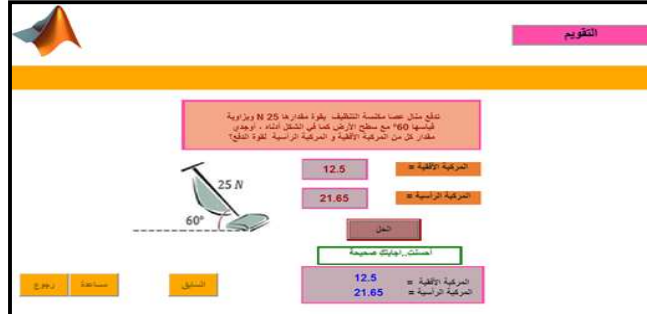 التقويم
تدفع منال عصا مكنسة التنظيف بقوة مقدارها 25 N وبزاوية
قياسها 60° مع سطح الأرض كما في الشكل أدناه ، أوجدي
مقدار كل من المركبة الأفقية و المركبة الرأسية لقوة الدفع؟
المركبة الأفقية = 12.5
25 N
المركبة الرأسية = 21.65
60°
الحل
أحسنت..إجابتك صحيحة
المركبة الأفقية = 12.5
المركبة الرأسية = 21.65
السابق
مساعدة
رجوع